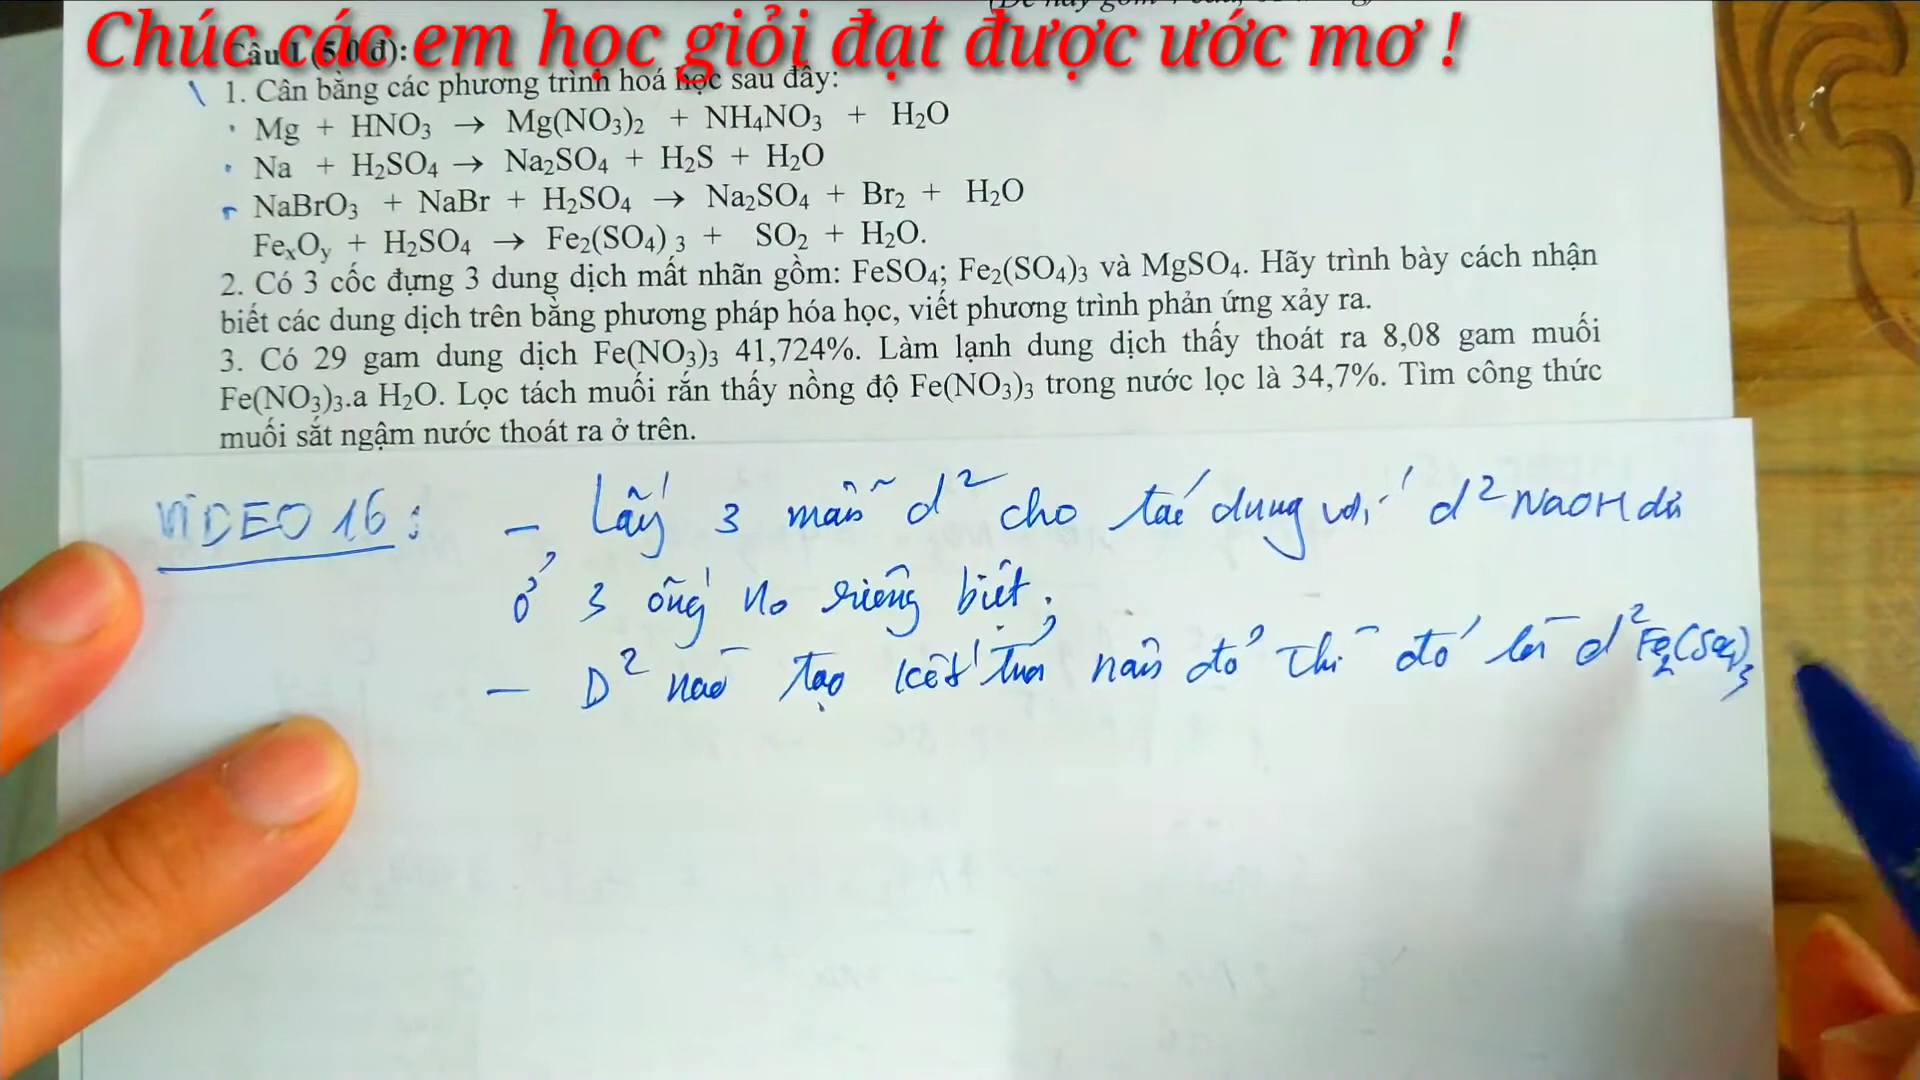 (Đề này gồm
Chúc các em học giỏi đạt được ước mơ !
Câu 1 (5,0 đ):
1. Cân bằng các phương trình hoá học sau đây:
Mg + HNO₃ → Mg(NO₃)₂ + NH₄NO₃ + H₂O
Na + H₂SO₄ → Na₂SO₄ + H₂S + H₂O
NaBrO₃ + NaBr + H₂SO₄ → Na₂SO₄ + Br₂ + H₂O
FeₓOᵧ + H₂SO₄ → Fe₂(SO₄)₃ + SO₂ + H₂O.
2. Có 3 cốc đựng 3 dung dịch mất nhãn gồm: FeSO₄; Fe₂(SO₄)₃ và MgSO₄. Hãy trình bày cách nhận
biết các dung dịch trên bằng phương pháp hóa học, viết phương trình phản ứng xảy ra.
3. Có 29 gam dung dịch Fe(NO₃)₃ 41,724%. Làm lạnh dung dịch thấy thoát ra 8,08 gam muối
Fe(NO₃)₃.a H₂O. Lọc tách muối rắn thấy nồng độ Fe(NO₃)₃ trong nước lọc là 34,7%. Tìm công thức
muối sắt ngậm nước thoát ra ở trên.
VIDEO 16 : - Lấy 3 mẫu d² cho tác dụng với d² NaOH dư
ở 3 ống no riêng biệt.
- D² nào tạo kết tủa nâu đỏ thì đó là d² Fe₂(SO₄)₃